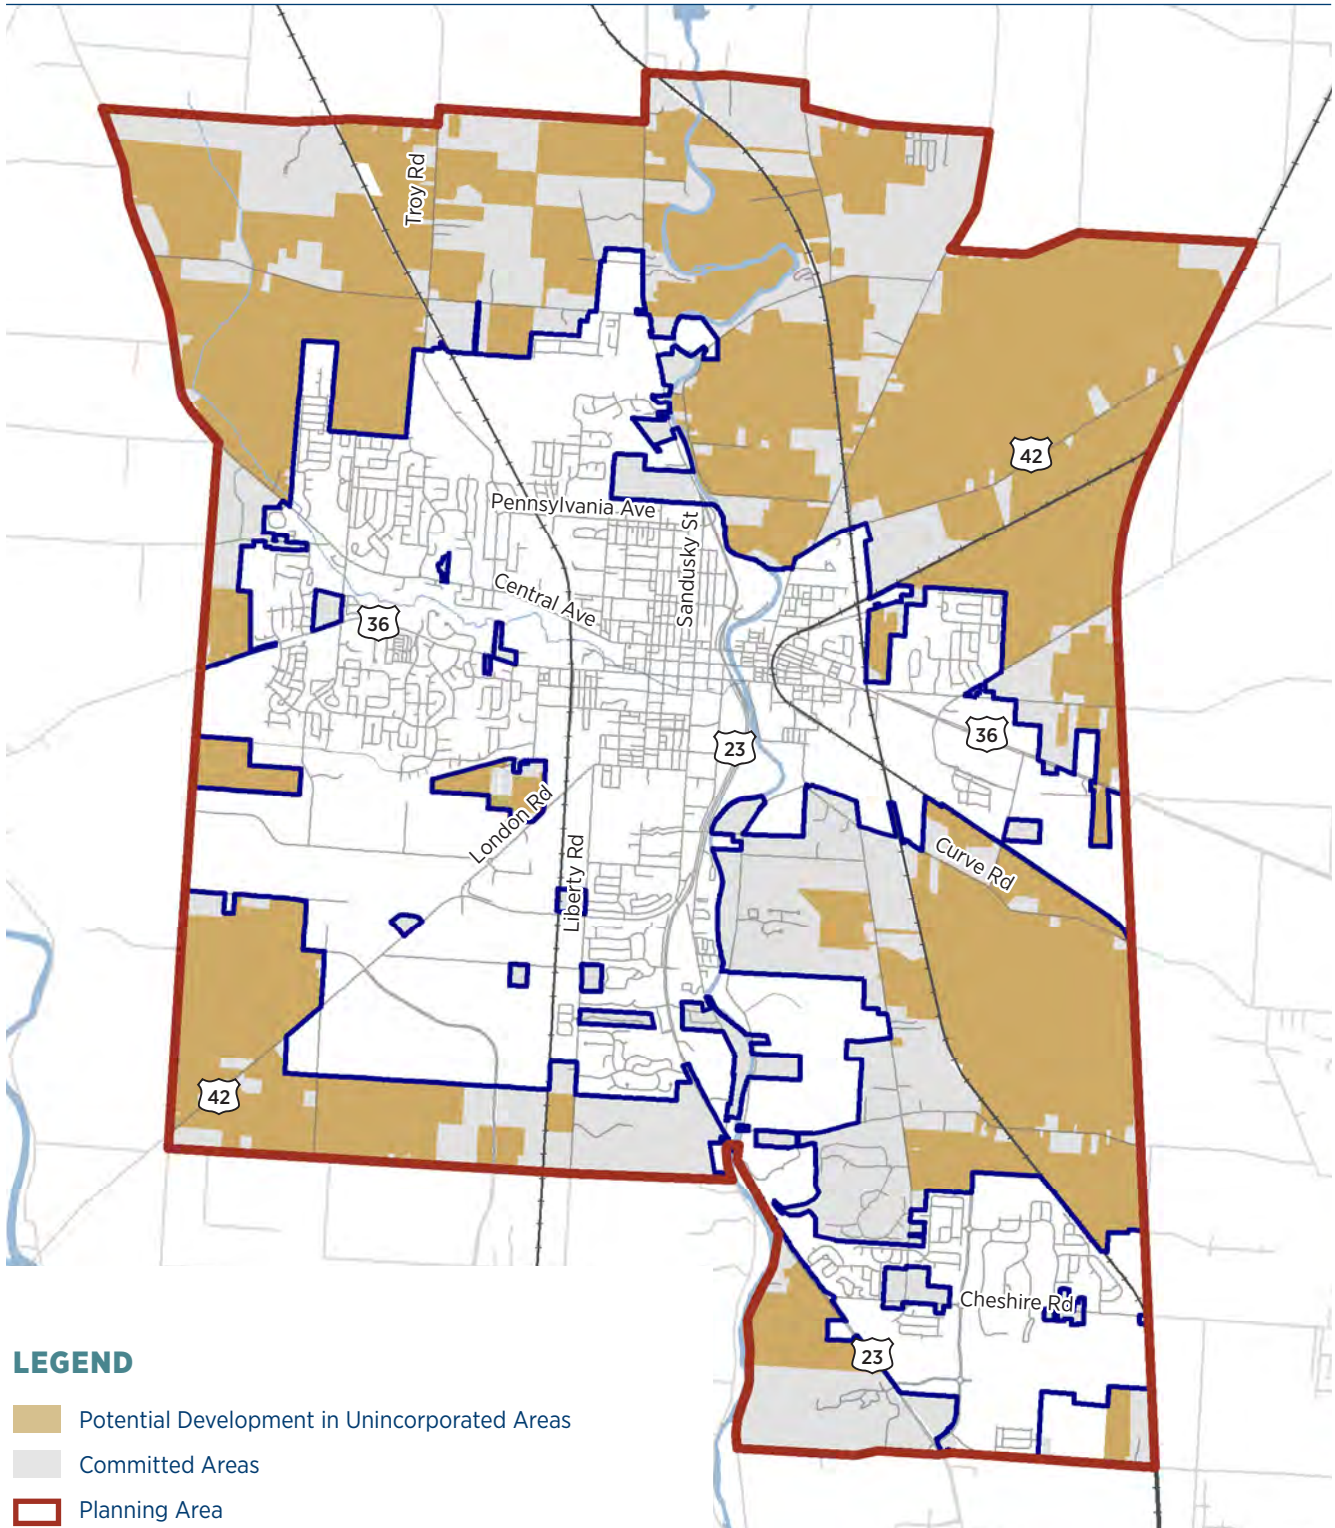 Troy Rd
42
Pennsylvania Ave
Sandusky St
Central Ave
36
36
23
London Rd
Curve Rd
Liberty Rd
42
Cheshire Rd
23
LEGEND
Potential Development in Unincorporated Areas
Committed Areas
Planning Area